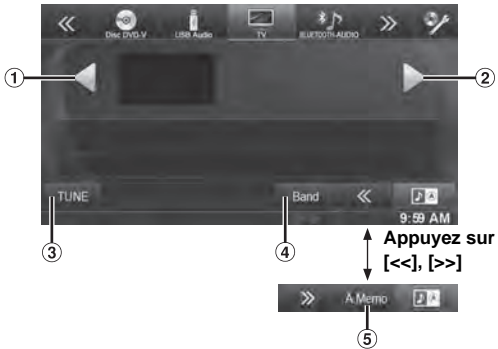 Disc DVD-V USB Audio TV BLUETOOTH-AUDIO
1 2
TUNE Band
9:59 AM
3 4
Appuyez sur
[<<], [>>]
A.Memo
5